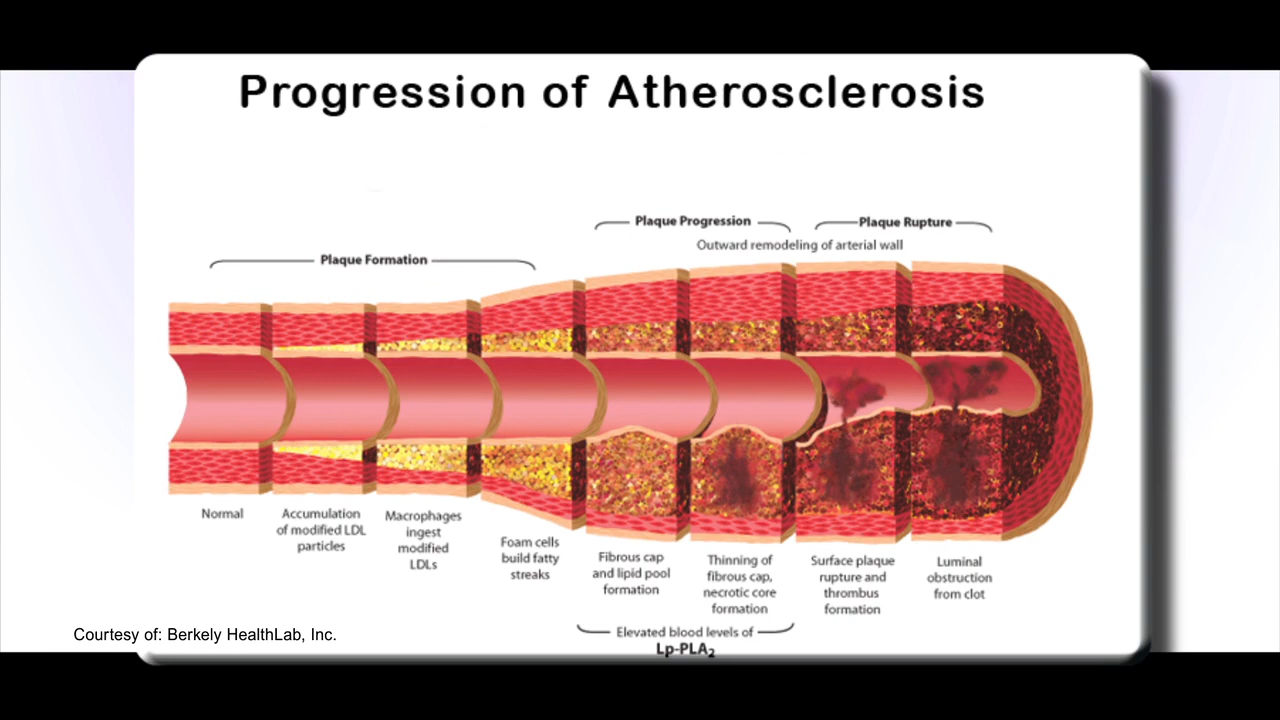 Progression of Atherosclerosis
Plaque Progression
Plaque Rupture
Outward remodeling of arterial wall
Plaque Formation
Normal
Accumulation
of modified LDL
particles
Macrophages
ingest
modified
LDLs
Foam cells
build fatty
streaks
Fibrous cap
and lipid pool
formation
Thinning of
fibrous cap,
necrotic core
formation
Surface plaque
rupture and
thrombus
formation
Luminal
obstruction
from clot
Elevated blood levels of
Lp-PLA₂
Courtesy of: Berkely HealthLab, Inc.